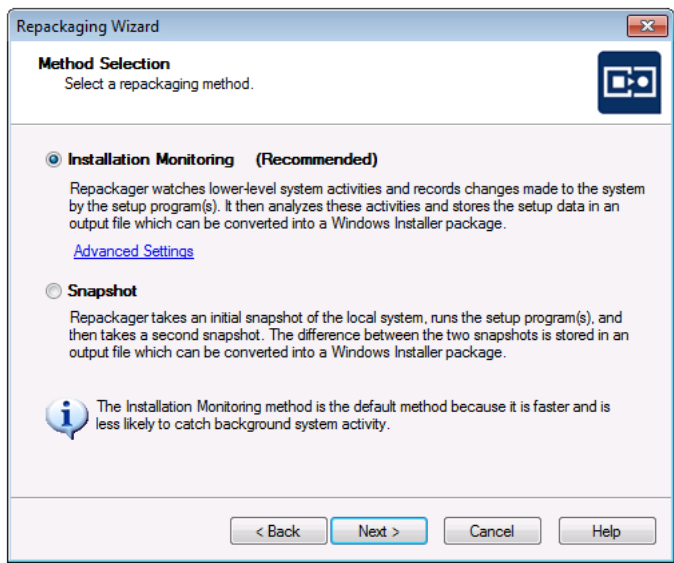 Repackaging Wizard
Method Selection
Select a repackaging method.
Installation Monitoring (Recommended)
Repackager watches lower-level system activities and records changes made to the system
by the setup program(s). It then analyzes these activities and stores the setup data in an
output file which can be converted into a Windows Installer package.
Advanced Settings
Snapshot
Repackager takes an initial snapshot of the local system, runs the setup program(s), and
then takes a second snapshot. The difference between the two snapshots is stored in an
output file which can be converted into a Windows Installer package.
The Installation Monitoring method is the default method because it is faster and is
less likely to catch background system activity.
< Back Next > Cancel Help